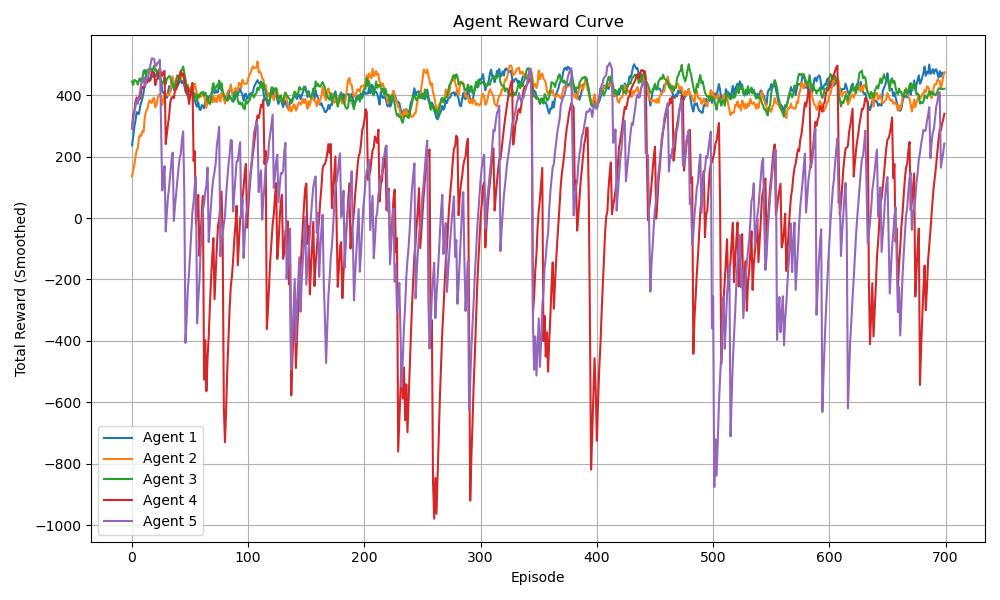 Agent Reward Curve
Total Reward (Smoothed)
400
200
0
−200
−400
−600
−800
−1000
Agent 1
Agent 2
Agent 3
Agent 4
Agent 5
0 100 200 300 400 500 600 700
Episode